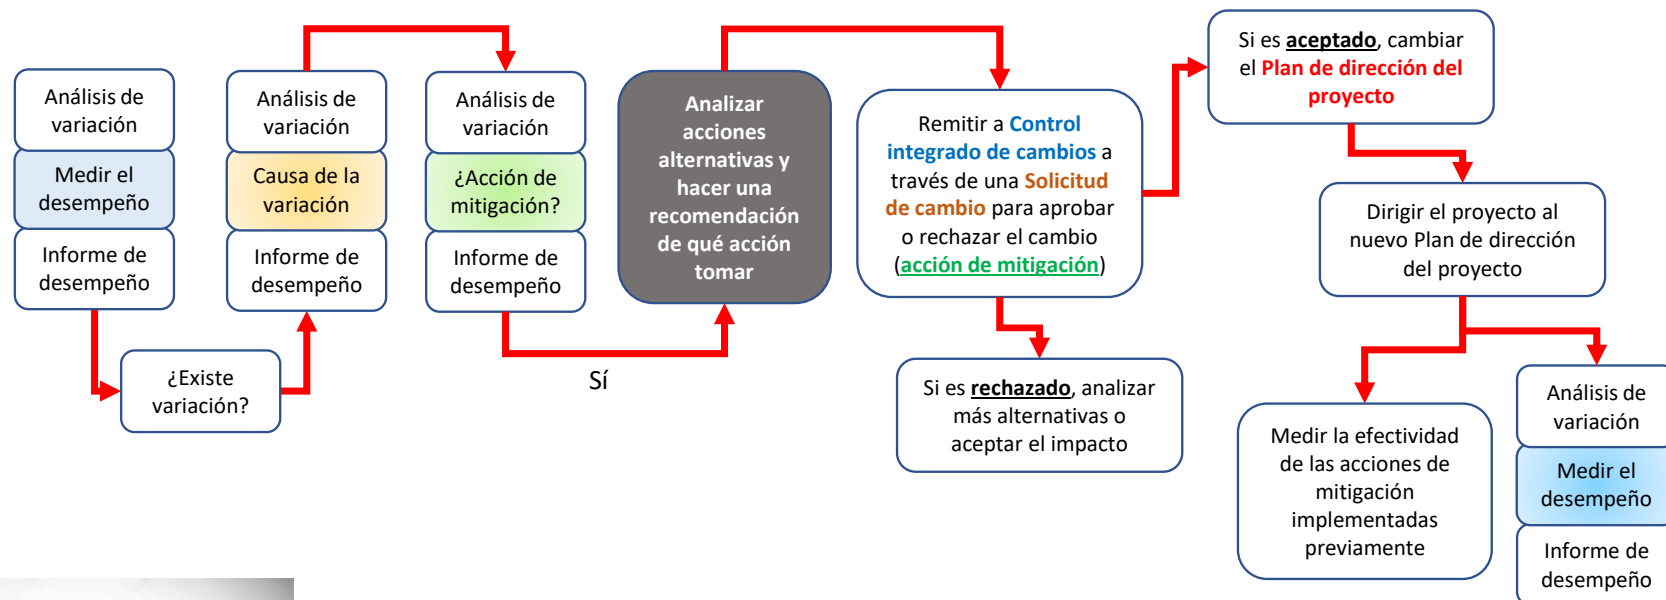 Análisis de
variación
Medir el
desempeño
Informe de
desempeño
¿Existe
variación?
Análisis de
variación
Causa de la
variación
Informe de
desempeño
Análisis de
variación
¿Acción de
mitigación?
Informe de
desempeño
Sí
Analizar
acciones
alternativas y
hacer una
recomendación
de qué acción
tomar
Remitir a Control
integrado de cambios a
través de una Solicitud
de cambio para aprobar
o rechazar el cambio
(acción de mitigación)
Si es rechazado, analizar
más alternativas o
aceptar el impacto
Si es aceptado, cambiar
el Plan de dirección del
proyecto
Dirigir el proyecto al
nuevo Plan de dirección
del proyecto
Medir la efectividad
de las acciones de
mitigación
implementadas
previamente
Análisis de
variación
Medir el
desempeño
Informe de
desempeño